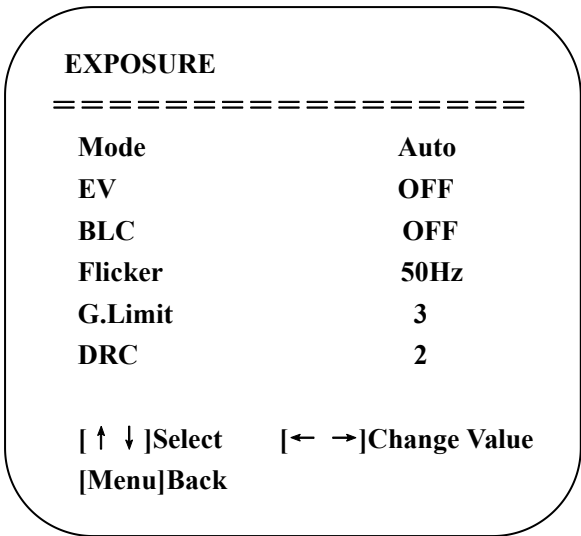 EXPOSURE
==================
Mode Auto
EV OFF
BLC OFF
Flicker 50Hz
G.Limit 3
DRC 2
[↑ ↓]Select [← →]Change Value
[Menu]Back